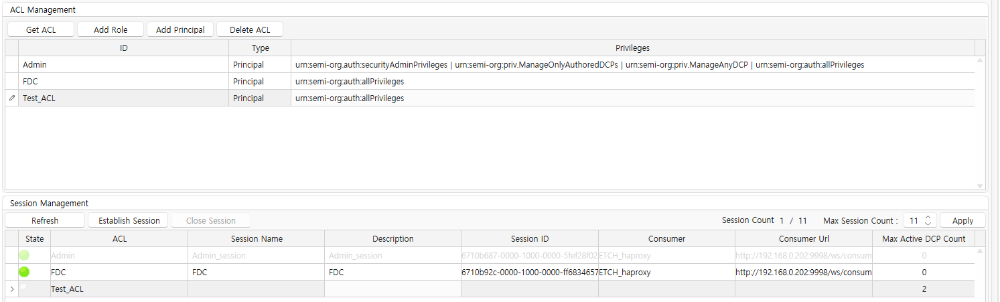 ACL Management
Get ACL Add Role Add Principal Delete ACL
ID Type Privileges
Admin Principal urn:semi-org.auth:securityAdminPrivileges | urn:semi-org:priv.ManageOnlyAuthoredDCPs | urn:semi-org:priv.ManageAnyDCP | urn:semi-org:auth:allPrivileges
FDC Principal urn:semi-org:auth:allPrivileges
Test_ACL Principal urn:semi-org:auth:allPrivileges
Session Management
Refresh Establish Session Close Session Session Count 1 / 11 Max Session Count : 11 Apply
State ACL Session Name Description Session ID Consumer Consumer Url Max Active DCP Count
Admin Admin_session Admin_session 6710b687-0000-1000-0000-5fef28f02 ETCH_haproxy http://192.168.0.202:9998/ws/consum 0
FDC FDC FDC 6710b92c-0000-1000-0000-ff6834657 ETCH_haproxy http://192.168.0.202:9998/ws/consum 0
Test_ACL 2